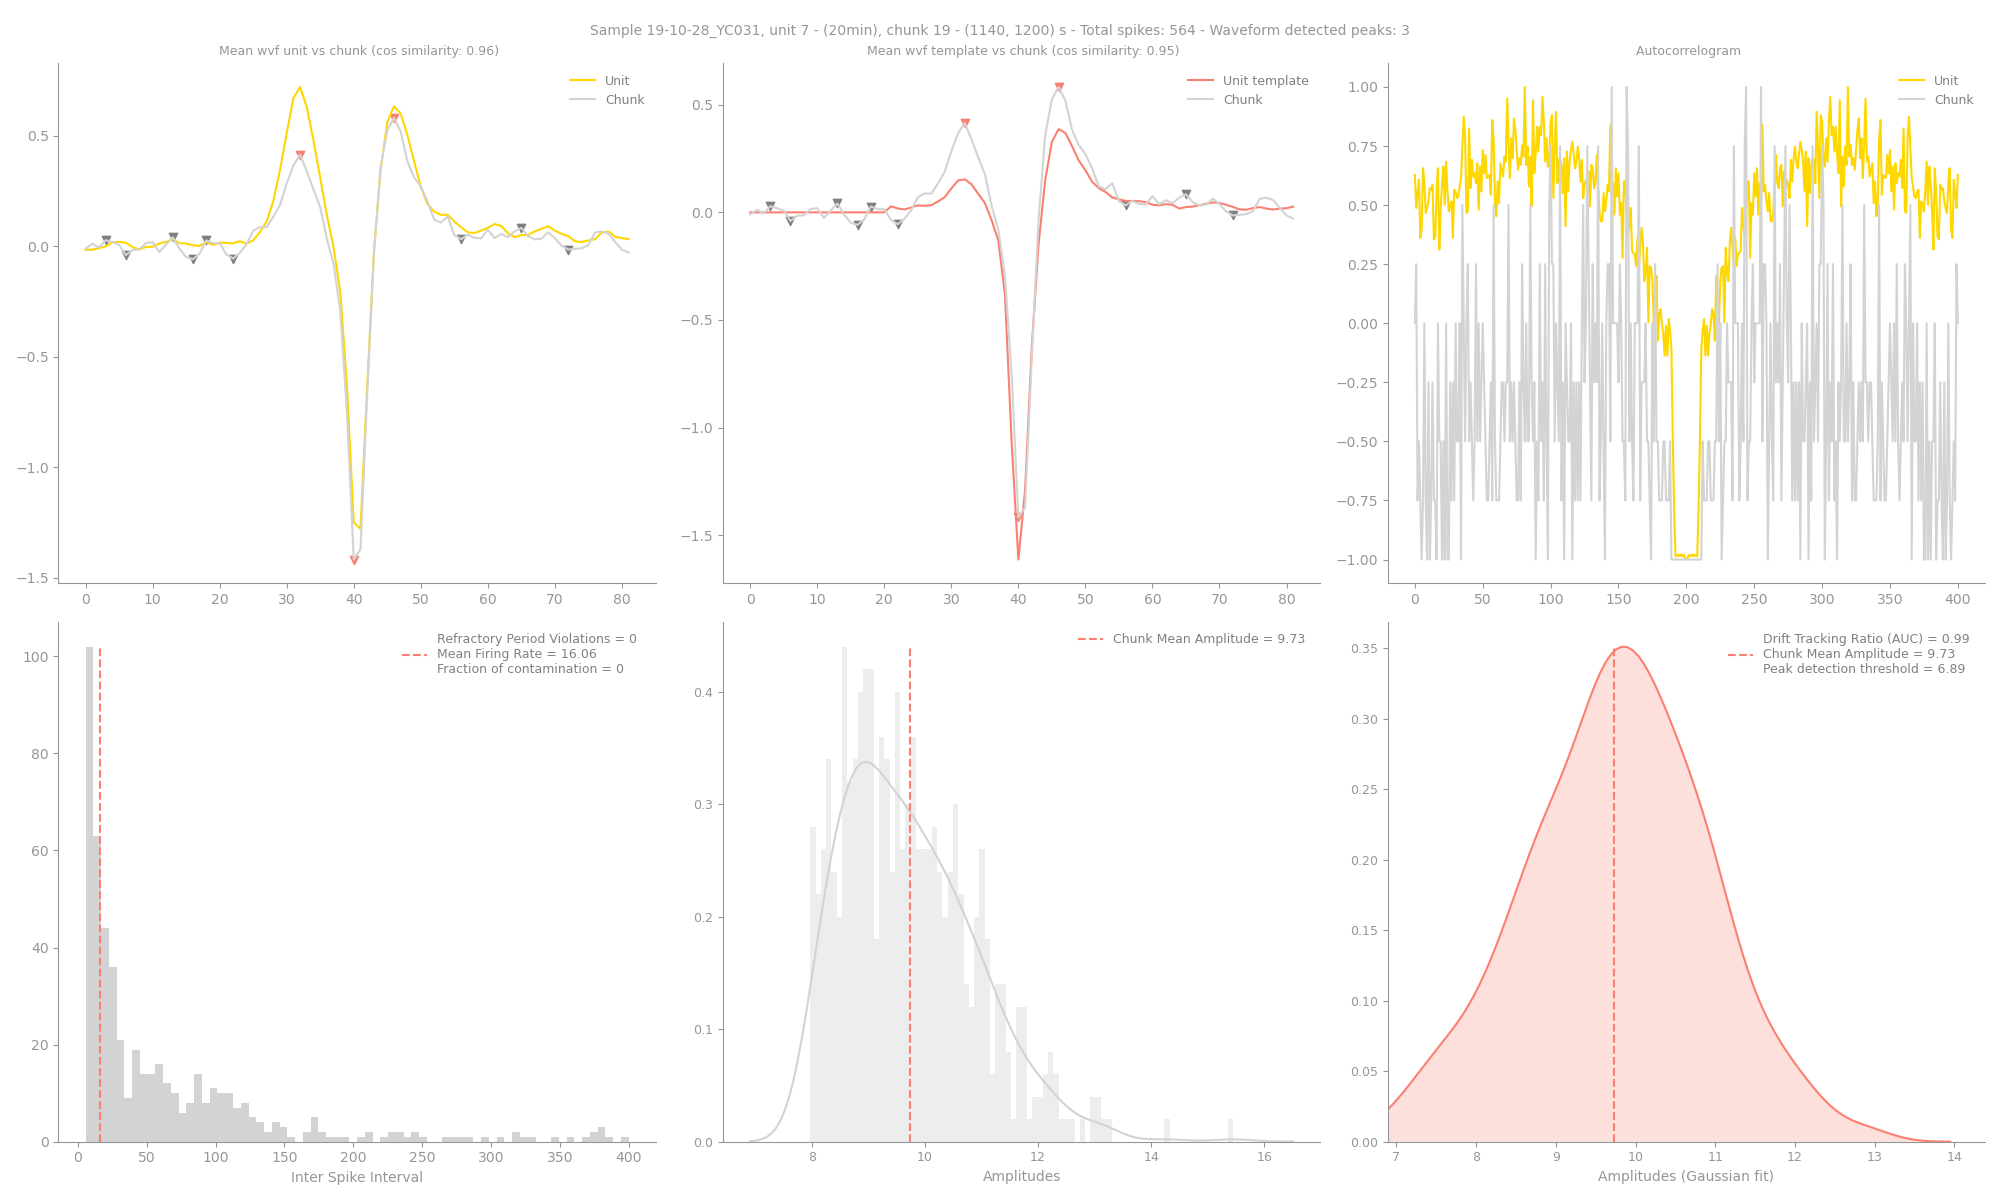 Sample 19-10-28_YC031, unit 7 - (20min), chunk 19 - (1140, 1200) s - Total spikes: 564 - Waveform detected peaks: 3
Mean wvf unit vs chunk (cos similarity: 0.96)
Unit
Chunk
0.5
0.0
−0.5
−1.0
−1.5
0 10 20 30 40 50 60 70 80
Mean wvf template vs chunk (cos similarity: 0.95)
Unit template
Chunk
0.5
0.0
−0.5
−1.0
−1.5
0 10 20 30 40 50 60 70 80
Autocorrelogram
Unit
Chunk
1.00
0.75
0.50
0.25
0.00
−0.25
−0.50
−0.75
−1.00
0 50 100 150 200 250 300 350 400
Refractory Period Violations = 0
Mean Firing Rate = 16.06
Fraction of contamination = 0
100
80
60
40
20
0
0 50 100 150 200 250 300 350 400
Inter Spike Interval
Chunk Mean Amplitude = 9.73
0.4
0.3
0.2
0.1
0.0
8 10 12 14 16
Amplitudes
Drift Tracking Ratio (AUC) = 0.99
Chunk Mean Amplitude = 9.73
Peak detection threshold = 6.89
0.35
0.30
0.25
0.20
0.15
0.10
0.05
0.00
7 8 9 10 11 12 13 14
Amplitudes (Gaussian fit)